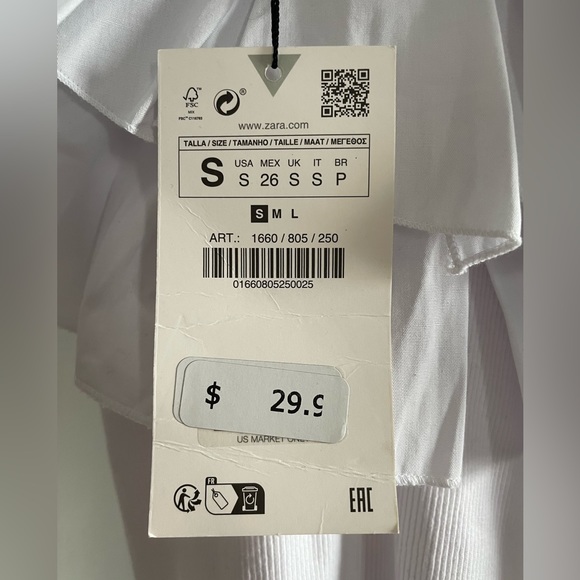 FSC
MIX
www.zara.com
TALLA / SIZE / TAMANHO / TAILLE / MAAT / ΜΕΓΕΘΟΣ
S
USA MEX UK IT BR
S 26 S S P
S M L
ART.: 1660 / 805 / 250
01660805250025
$ 29.9
US MARKET ONLY
FR
EAC